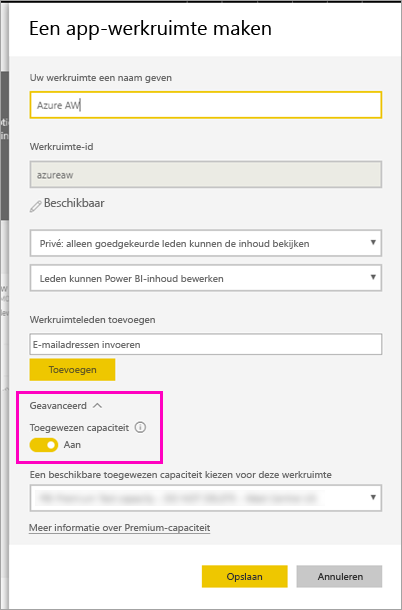 Een app-werkruimte maken
Uw werkruimte een naam geven
Azure AW
Werkruimte-id
azureaw
Beschikbaar
Privé: alleen goedgekeurde leden kunnen de inhoud bekijken
Leden kunnen Power BI-inhoud bewerken
Werkruimteleden toevoegen
E-mailadressen invoeren
Toevoegen
Geavanceerd
Toegewezen capaciteit
Aan
Een beschikbare toegewezen capaciteit kiezen voor deze werkruimte
Meer informatie over Premium-capaciteit
Opslaan Annuleren